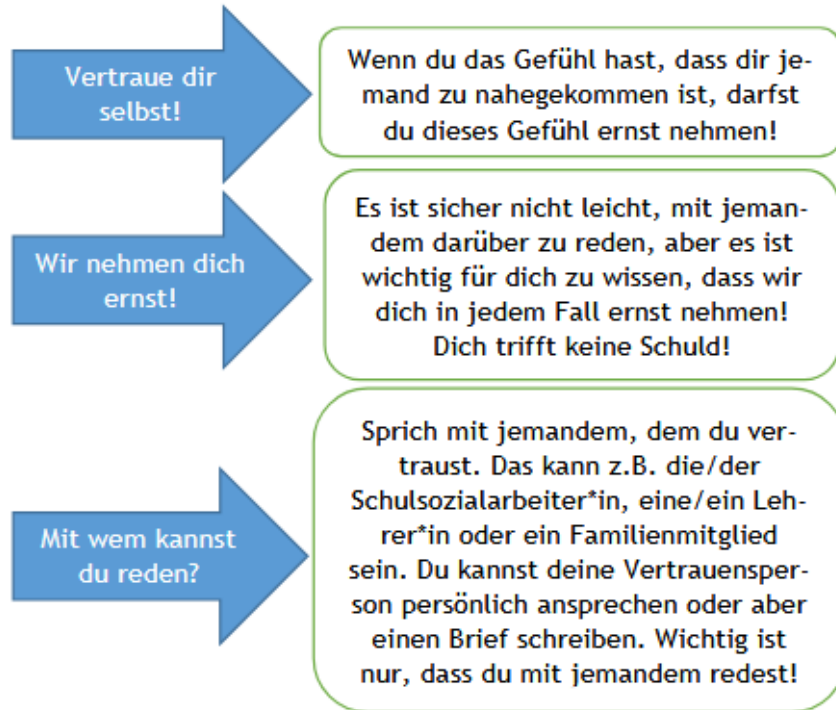 Vertraue dir
selbst!
Wenn du das Gefühl hast, dass dir je-
mand zu nahegekommen ist, darfst
du dieses Gefühl ernst nehmen!
Wir nehmen dich
ernst!
Es ist sicher nicht leicht, mit jeman-
dem darüber zu reden, aber es ist
wichtig für dich zu wissen, dass wir
dich in jedem Fall ernst nehmen!
Dich trifft keine Schuld!
Mit wem kannst
du reden?
Sprich mit jemandem, dem du ver-
traust. Das kann z.B. die/der
Schulsozialarbeiter*in, eine/ein Leh-
rer*in oder ein Familienmitglied
sein. Du kannst deine Vertrauensper-
son persönlich ansprechen oder aber
einen Brief schreiben. Wichtig ist
nur, dass du mit jemandem redest!